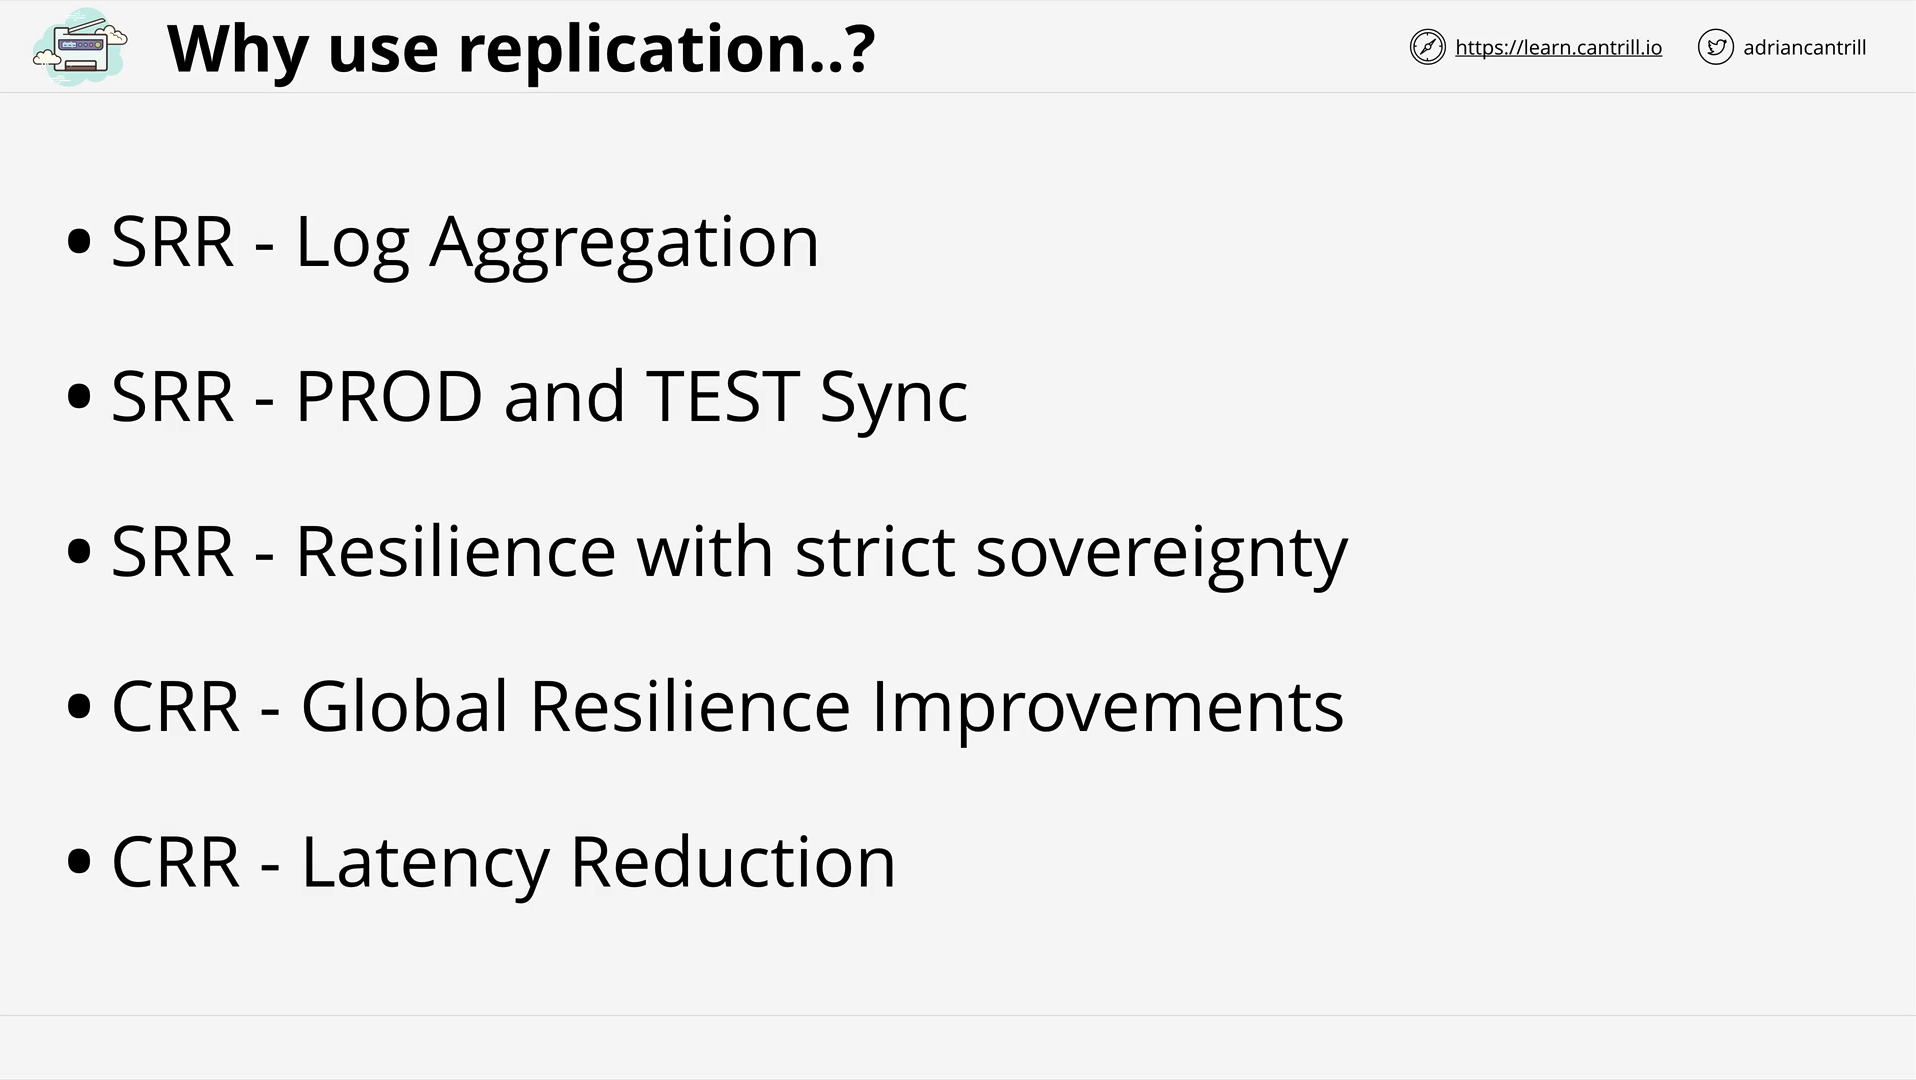 Why use replication..?
https://learn.cantrill.io
adriancantrill
• SRR - Log Aggregation
• SRR - PROD and TEST Sync
• SRR - Resilience with strict sovereignty
• CRR - Global Resilience Improvements
• CRR - Latency Reduction